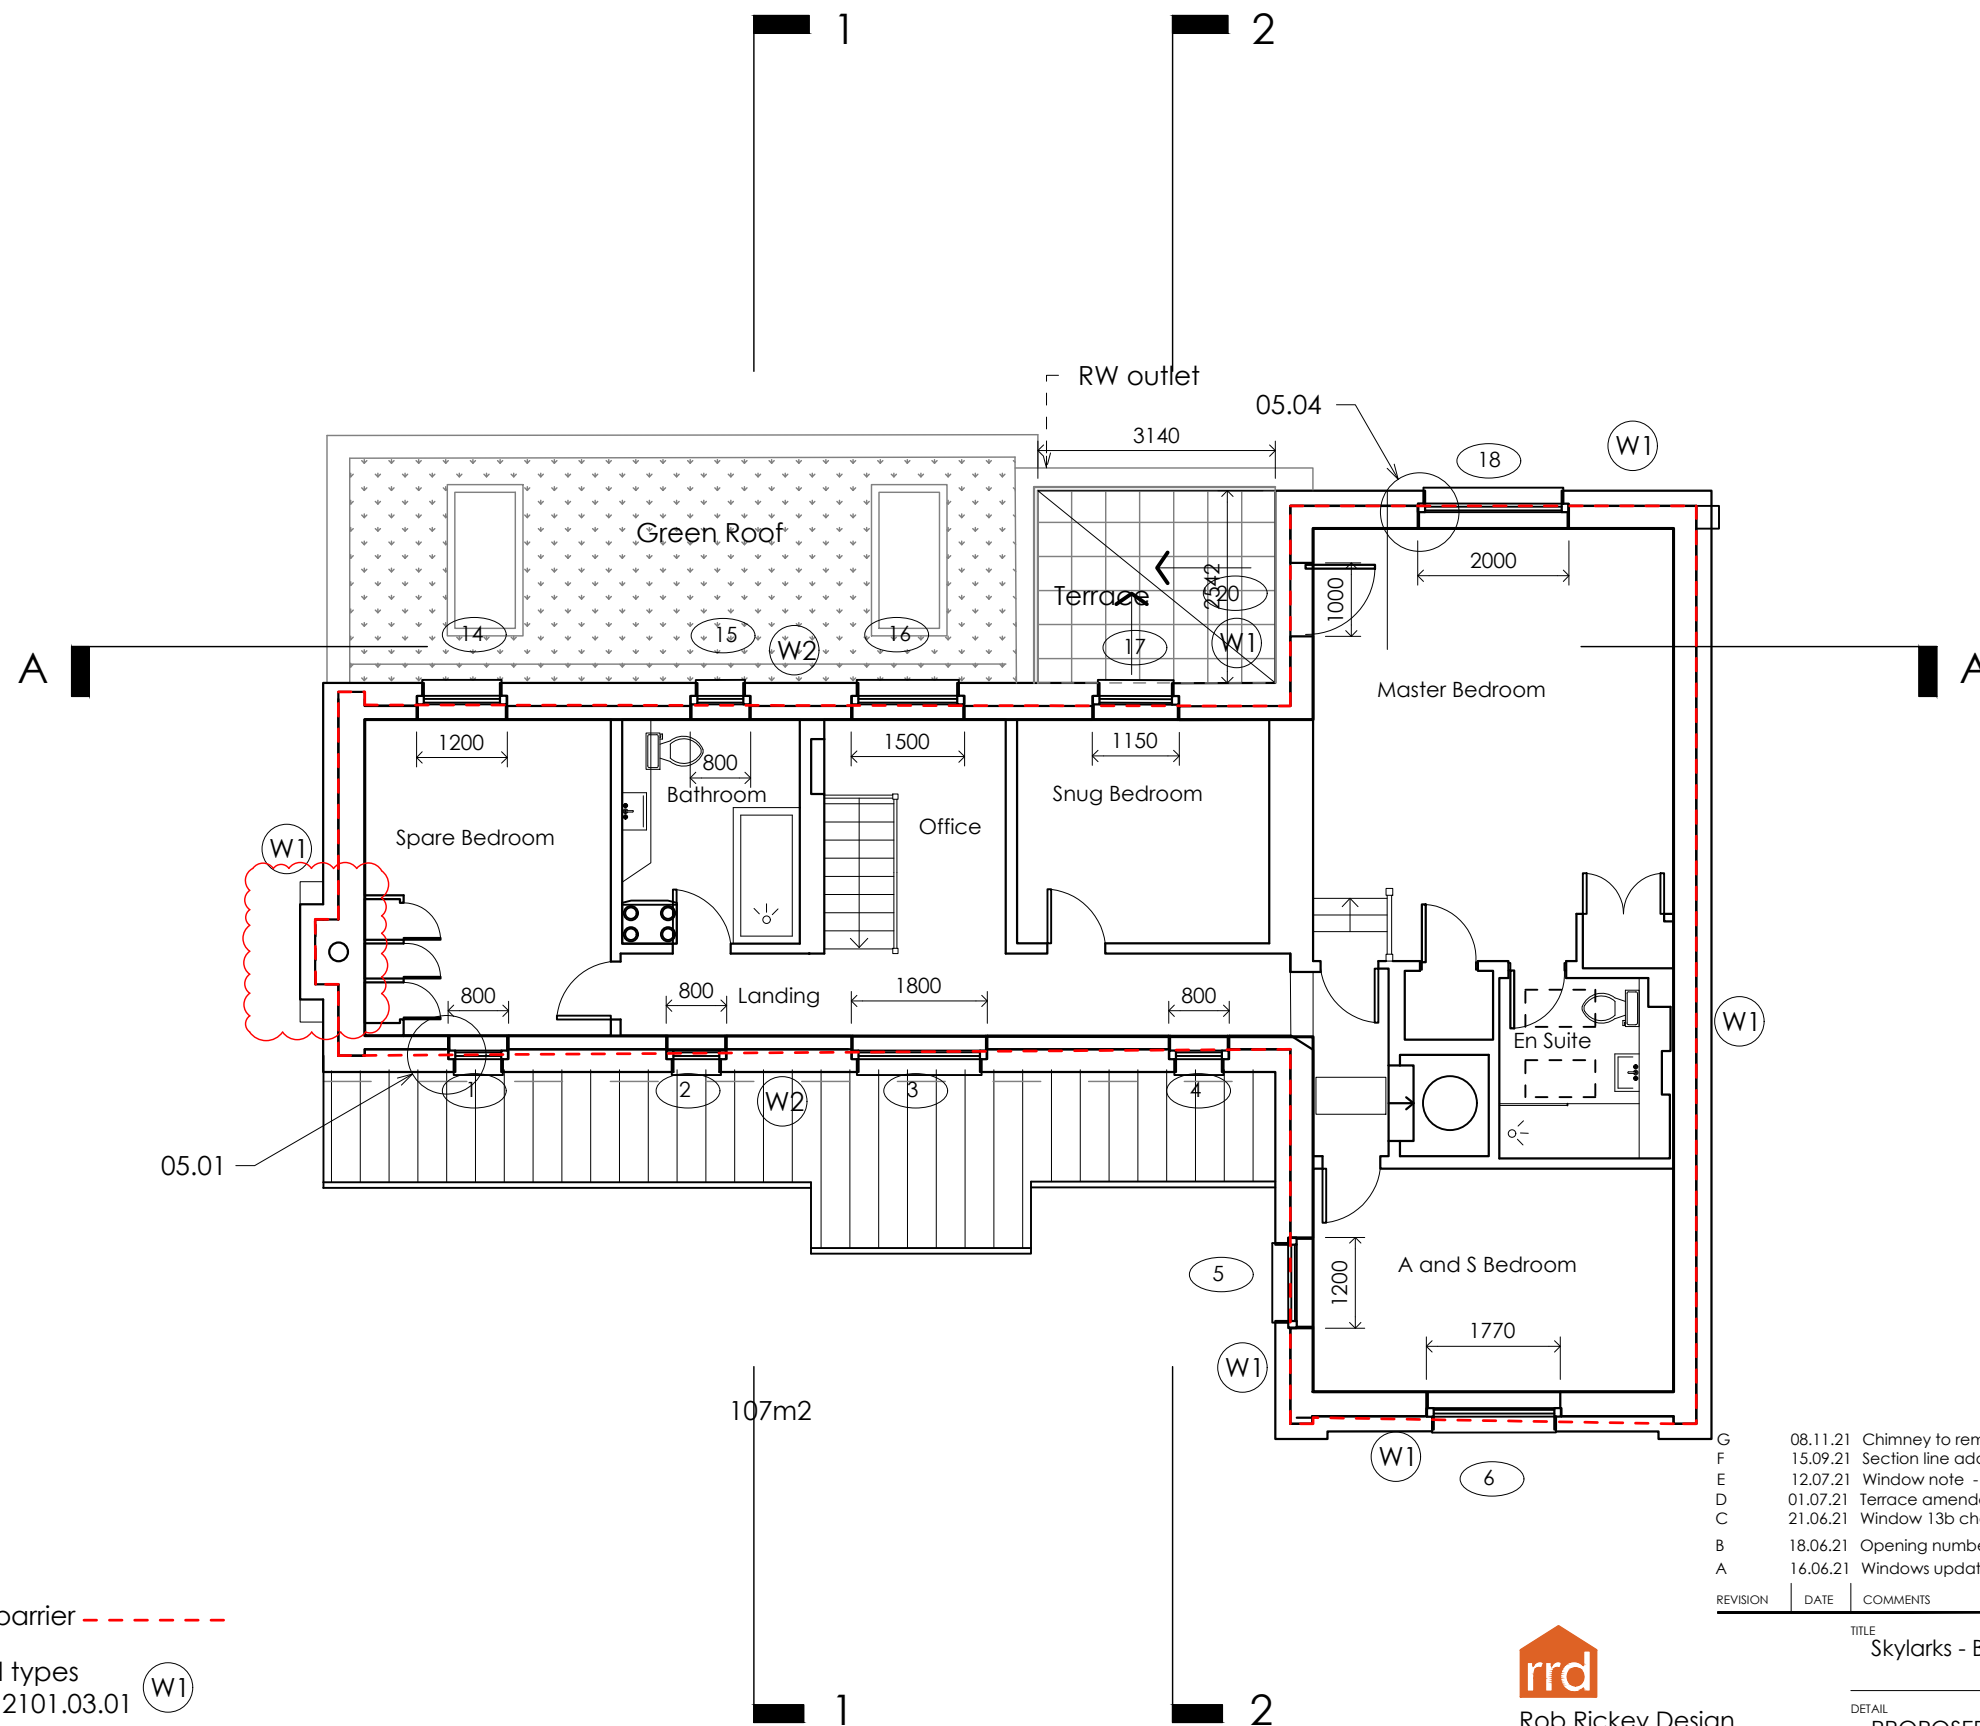 1
2
RW outlet
05.04
3140
18
W1
Green Roof
2000
Terrace
2542
20
1000
14
15
16
W2
17
W1
A
A
Master Bedroom
1200
800
1500
1150
Bathroom
Snug Bedroom
Office
Spare Bedroom
W1
800
800
Landing
1800
800
W1
En Suite
1
2
W2
3
4
05.01
5
1200
A and S Bedroom
1770
W1
107m2
W1
6
G 08.11.21 Chimney to rem
F 15.09.21 Section line add
E 12.07.21 Window note -
D 01.07.21 Terrace amend
C 21.06.21 Window 13b ch
B 18.06.21 Opening numbe
A 16.06.21 Windows updat
REVISION DATE COMMENTS
barrier
types
2101.03.01
W1
1
2
rrd
Rob Rickey Design
TITLE
Skylarks - B
DETAIL
PROPOSE